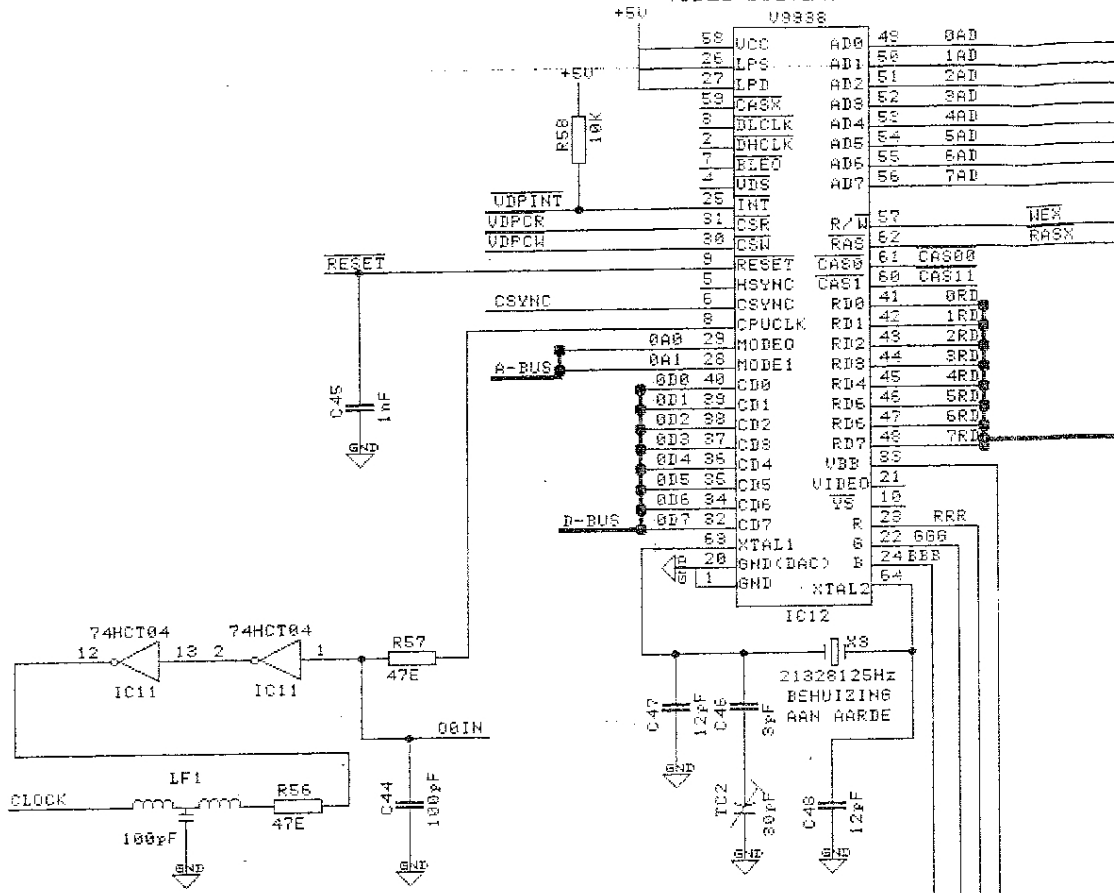 +5V
V9938
58 VCC AD0 49 0AD
26 LPS AD1 50 1AD
27 LPD AD2 51 2AD
59 CASX AD3 52 3AD
3 DLCLK AD4 53 4AD
2 DHCLK AD5 54 5AD
7 BLEO AD6 55 6AD
4 VDS AD7 56 7AD
+5V
R58
10K
VDPINT 25 INT
VDPCR 31 CSR R/W 57 WEX
VDPCW 30 CSW RAS 62 RASX
RESET 9 RESET CAS0 61 CAS00
5 HSYNC CAS1 60 CAS11
CSYNC 6 CSYNC RD0 41 0RD
8 CPUCLK RD1 42 1RD
0A0 29 MODE0 RD2 43 2RD
A-BUS 0A1 28 MODE1 RD3 44 3RD
0D0 40 CD0 RD4 45 4RD
0D1 39 CD1 RD6 46 5RD
0D2 38 CD2 RD6 47 6RD
0D3 37 CD3 RD7 48 7RD
0D4 36 CD4 VBB 33
0D5 35 CD5 VIDEO 21
0D6 34 CD6 YS 10
D-BUS 0D7 32 CD7 R 23 RRR
63 XTAL1 G 22 GGG
20 GND(DAC) B 24 BBB
1 GND XTAL2 64
GND
IC12
C45
1nF
GND
74HCT04 74HCT04
12 13 2 1
IC11 IC11
R57
47E
X3
21328125Hz
BEHUIZING
AAN AARDE
C47
12pF
GND
C46
3pF
TC2
30pF
GND
C48
12pF
GND
00IN
C44
100pF
GND
CLOCK
LF1
100pF
GND
R56
47E